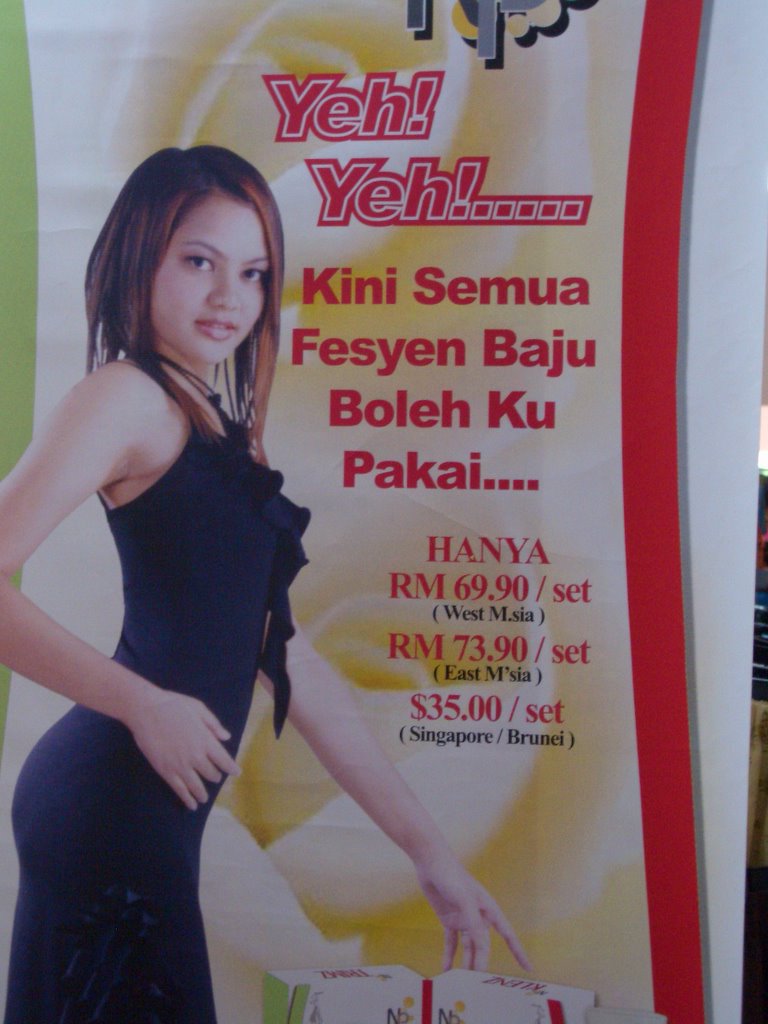 Yeh!
Yeh!......
Kini Semua
Fesyen Baju
Boleh Ku
Pakai....
HANYA
RM 69.90 / set
( West M.sia )
RM 73.90 / set
( East M'sia )
$35.00 / set
( Singapore / Brunei )